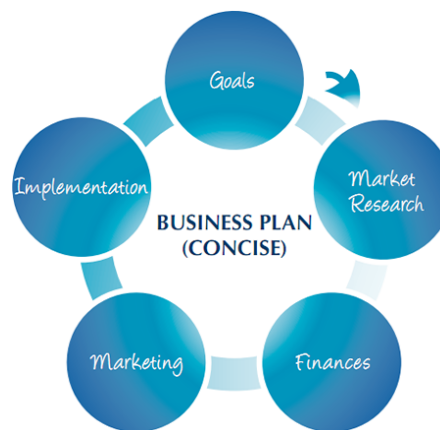 Goals
Market
Research
Finances
Marketing
Implementation
BUSINESS PLAN
(CONCISE)